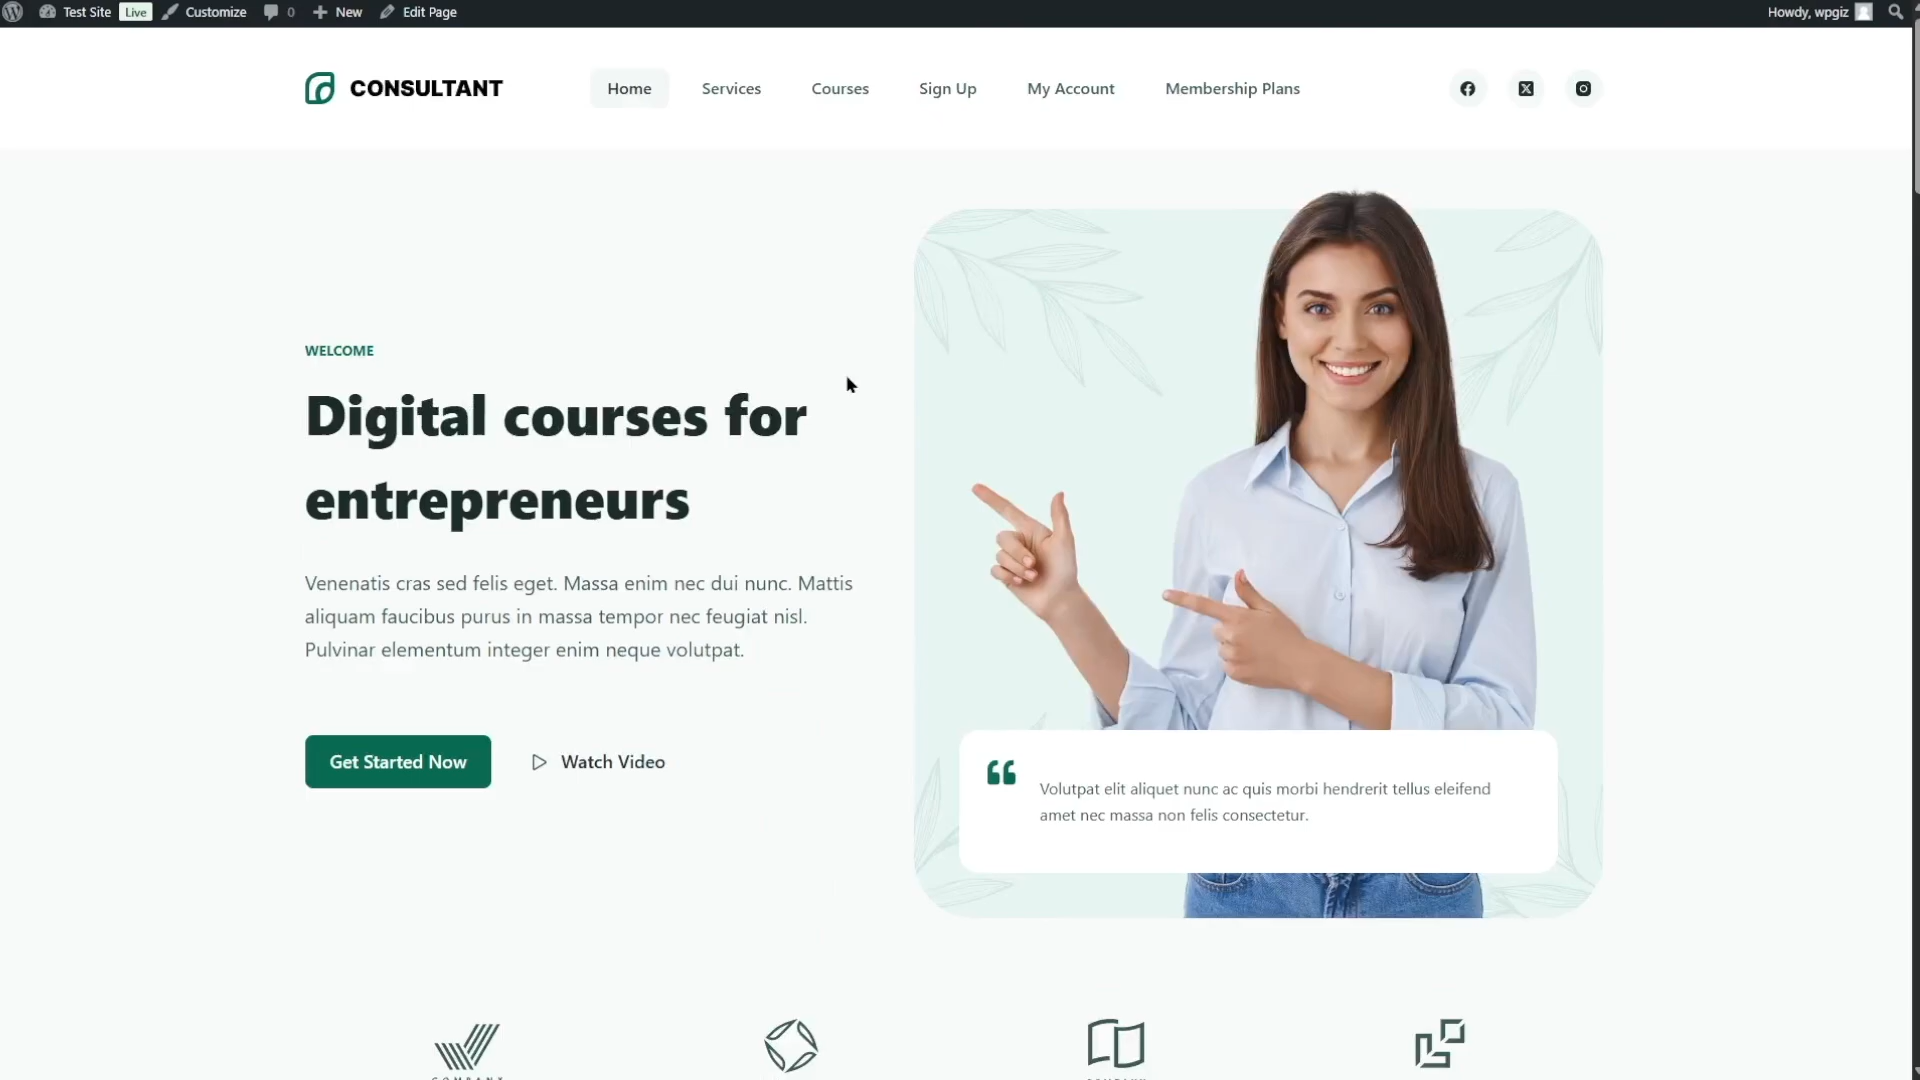 Test Site Live Customize 0 New Edit Page Howdy, wpgiz
CONSULTANT Home Services Courses Sign Up My Account Membership Plans
WELCOME
Digital courses for
entrepreneurs
Venenatis cras sed felis eget. Massa enim nec dui nunc. Mattis
aliquam faucibus purus in massa tempor nec feugiat nisl.
Pulvinar elementum integer enim neque volutpat.
Get Started Now Watch Video
Volutpat elit aliquet nunc ac quis morbi hendrerit tellus eleifend
amet nec massa non felis consectetur.